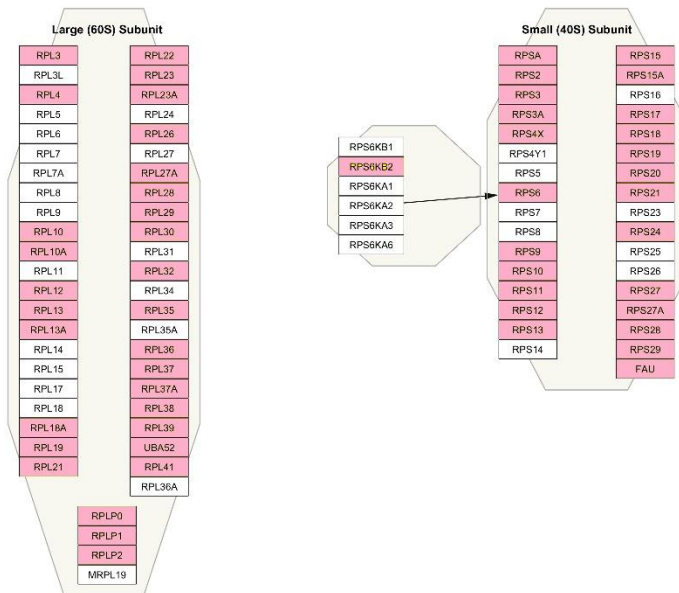 Large (60S) Subunit
RPL3
RPL3L
RPL4
RPL5
RPL6
RPL7
RPL7A
RPL8
RPL9
RPL10
RPL10A
RPL11
RPL12
RPL13
RPL13A
RPL14
RPL15
RPL17
RPL18
RPL18A
RPL19
RPL21
RPL22
RPL23
RPL23A
RPL24
RPL26
RPL27
RPL27A
RPL28
RPL29
RPL30
RPL31
RPL32
RPL34
RPL35
RPL35A
RPL36
RPL37
RPL37A
RPL38
RPL39
UBA52
RPL41
RPL36A
RPLP0
RPLP1
RPLP2
MRPL19
RPS6KB1
RPS6KB2
RPS6KA1
RPS6KA2
RPS6KA3
RPS6KA6
Small (40S) Subunit
RPSA
RPS2
RPS3
RPS3A
RPS4X
RPS4Y1
RPS5
RPS6
RPS7
RPS8
RPS9
RPS10
RPS11
RPS12
RPS13
RPS14
RPS15
RPS15A
RPS16
RPS17
RPS18
RPS19
RPS20
RPS21
RPS23
RPS24
RPS25
RPS26
RPS27
RPS27A
RPS28
RPS29
FAU